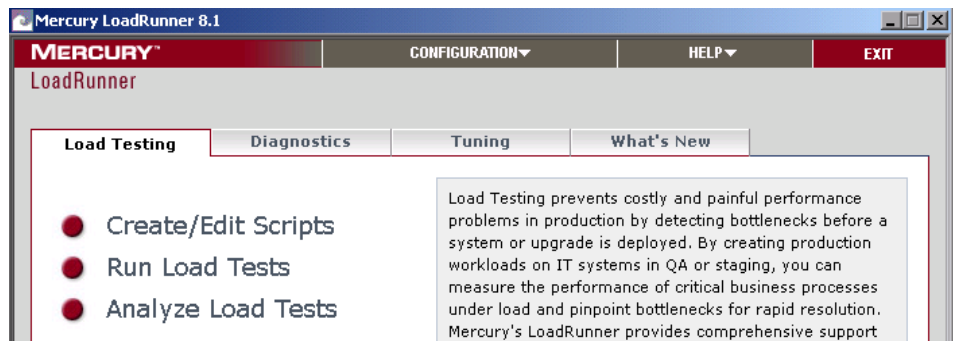 Mercury LoadRunner 8.1
MERCURY™ CONFIGURATION HELP EXIT
LoadRunner
Load Testing Diagnostics Tuning What's New
Create/Edit Scripts
Run Load Tests
Analyze Load Tests
Load Testing prevents costly and painful performance
problems in production by detecting bottlenecks before a
system or upgrade is deployed. By creating production
workloads on IT systems in QA or staging, you can
measure the performance of critical business processes
under load and pinpoint bottlenecks for rapid resolution.
Mercury's LoadRunner provides comprehensive support